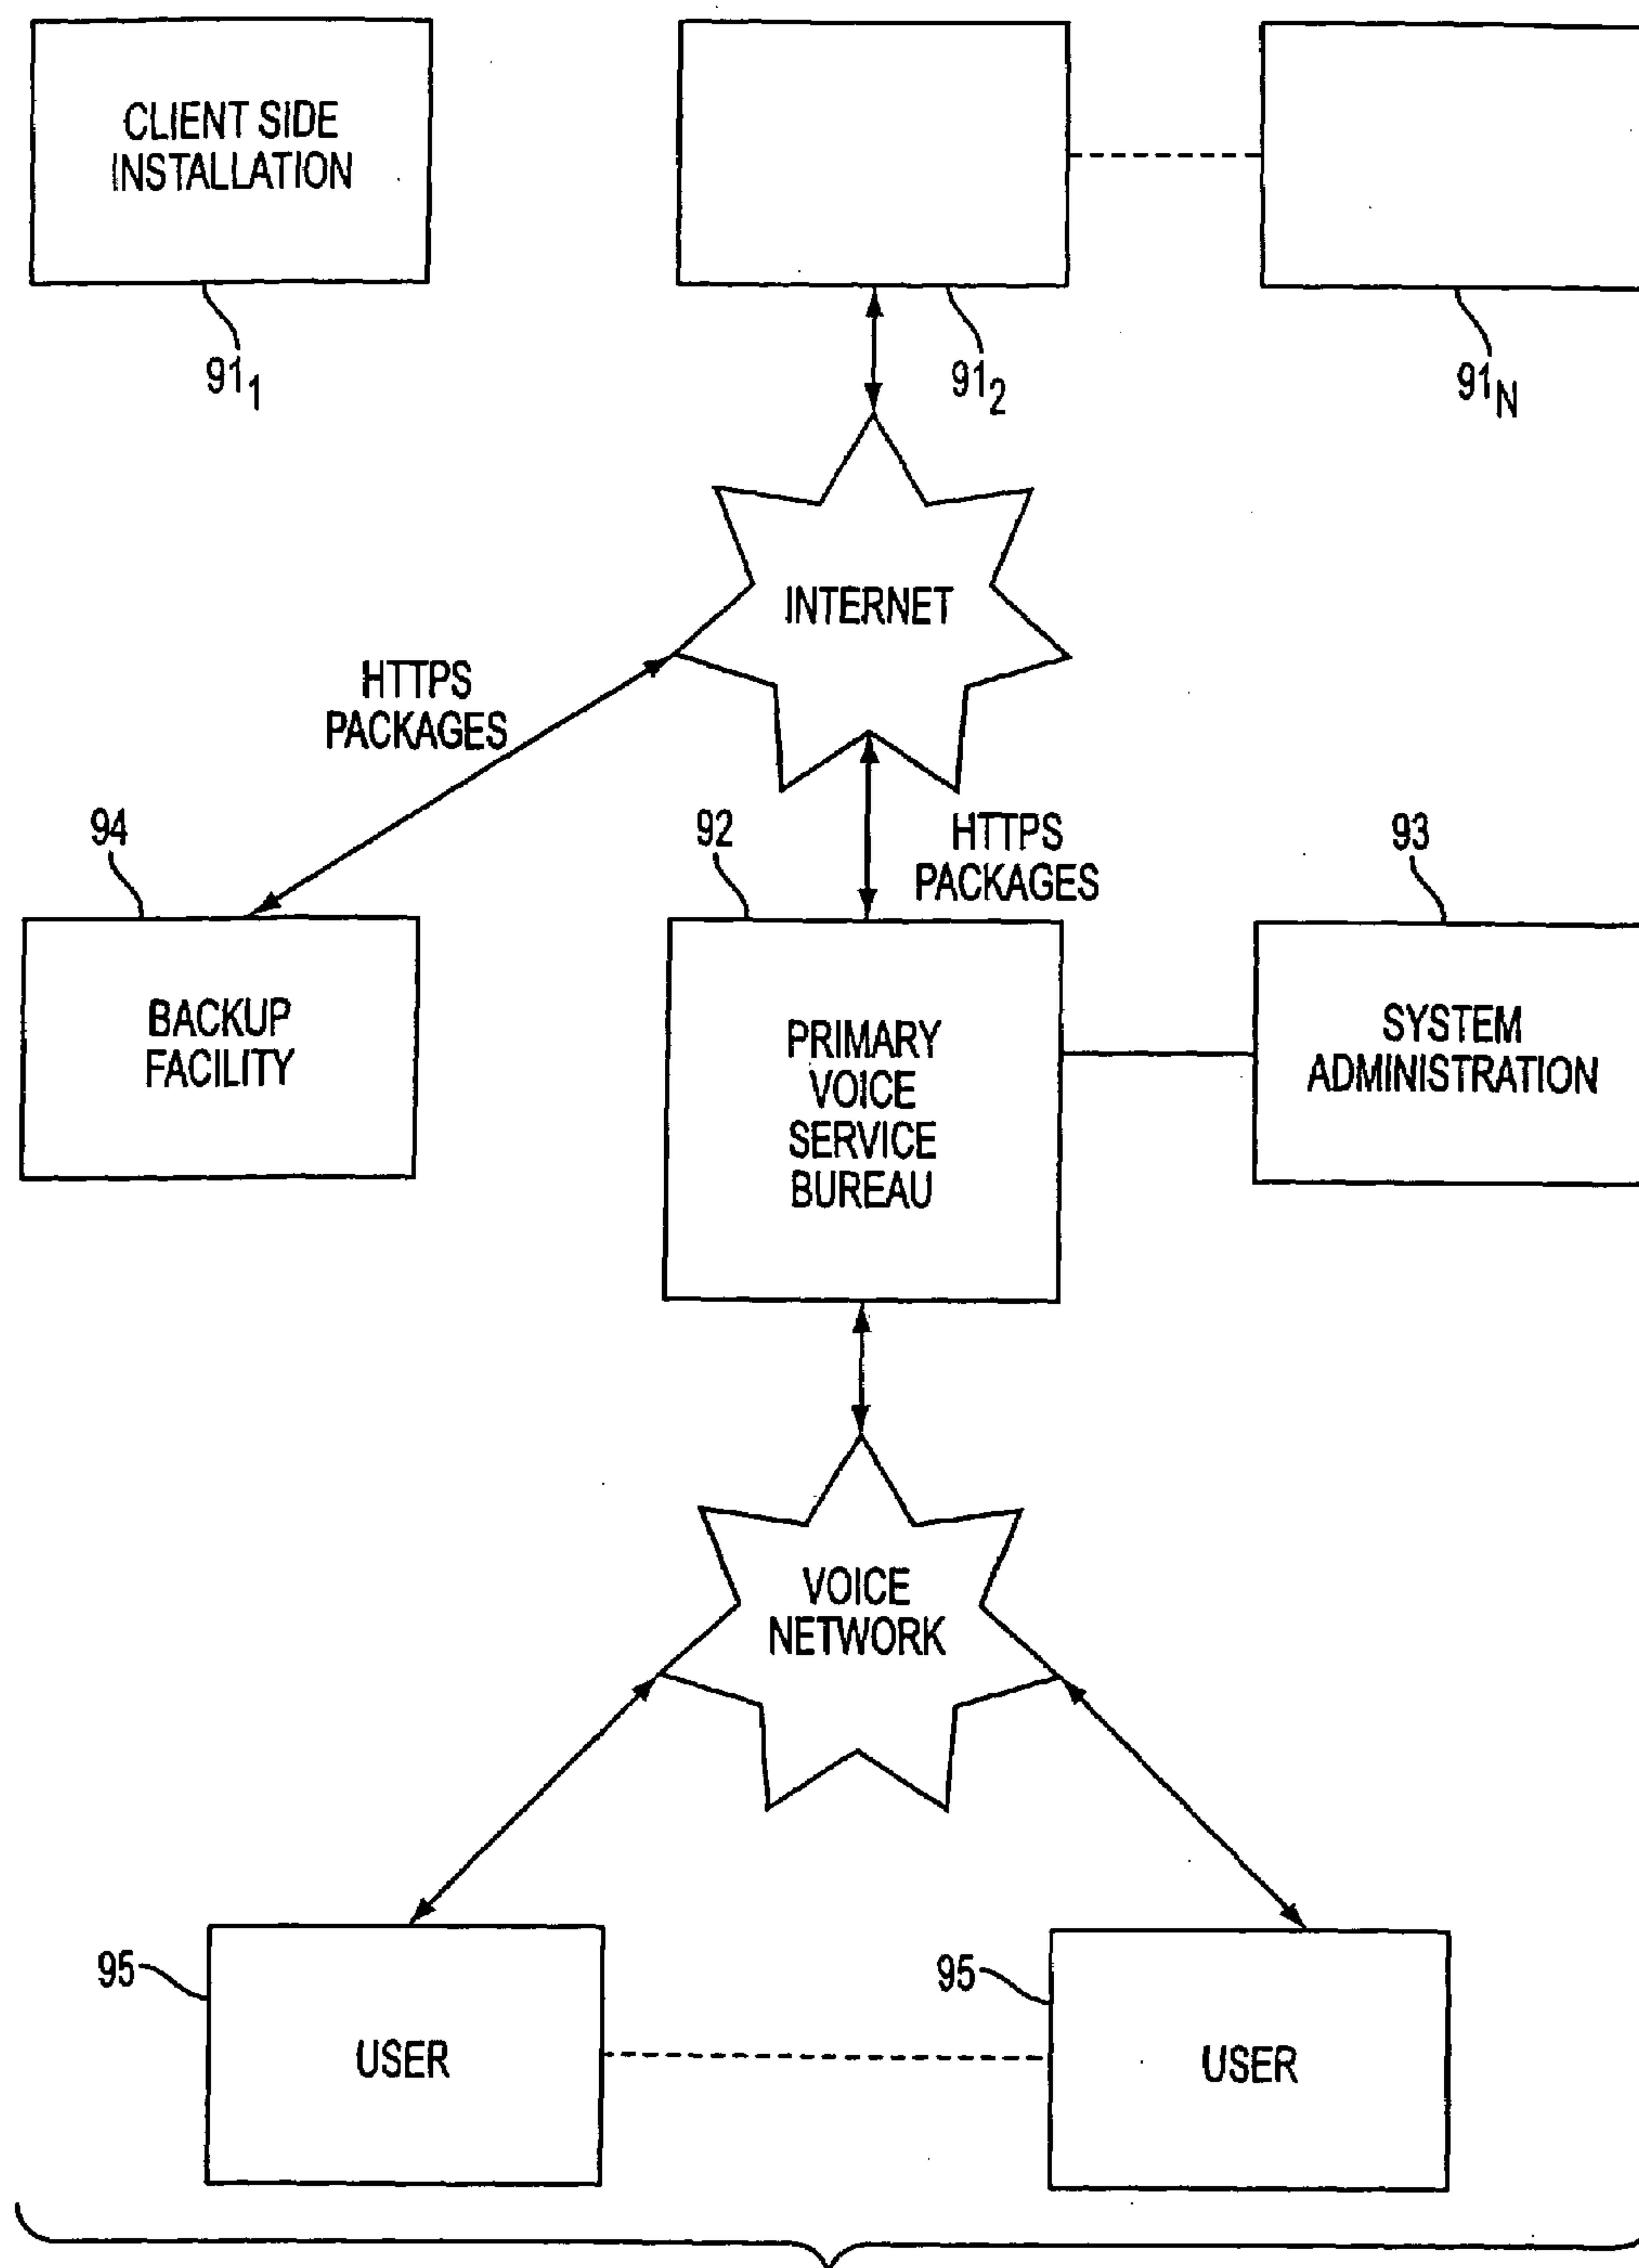 CLIENT SIDE
INSTALLATION
91₁
91₂
91N
INTERNET
HTTPS
PACKAGES
HTTPS
PACKAGES
94
92
93
BACKUP
FACILITY
PRIMARY
VOICE
SERVICE
BUREAU
SYSTEM
ADMINISTRATION
VOICE
NETWORK
95
95
USER
USER